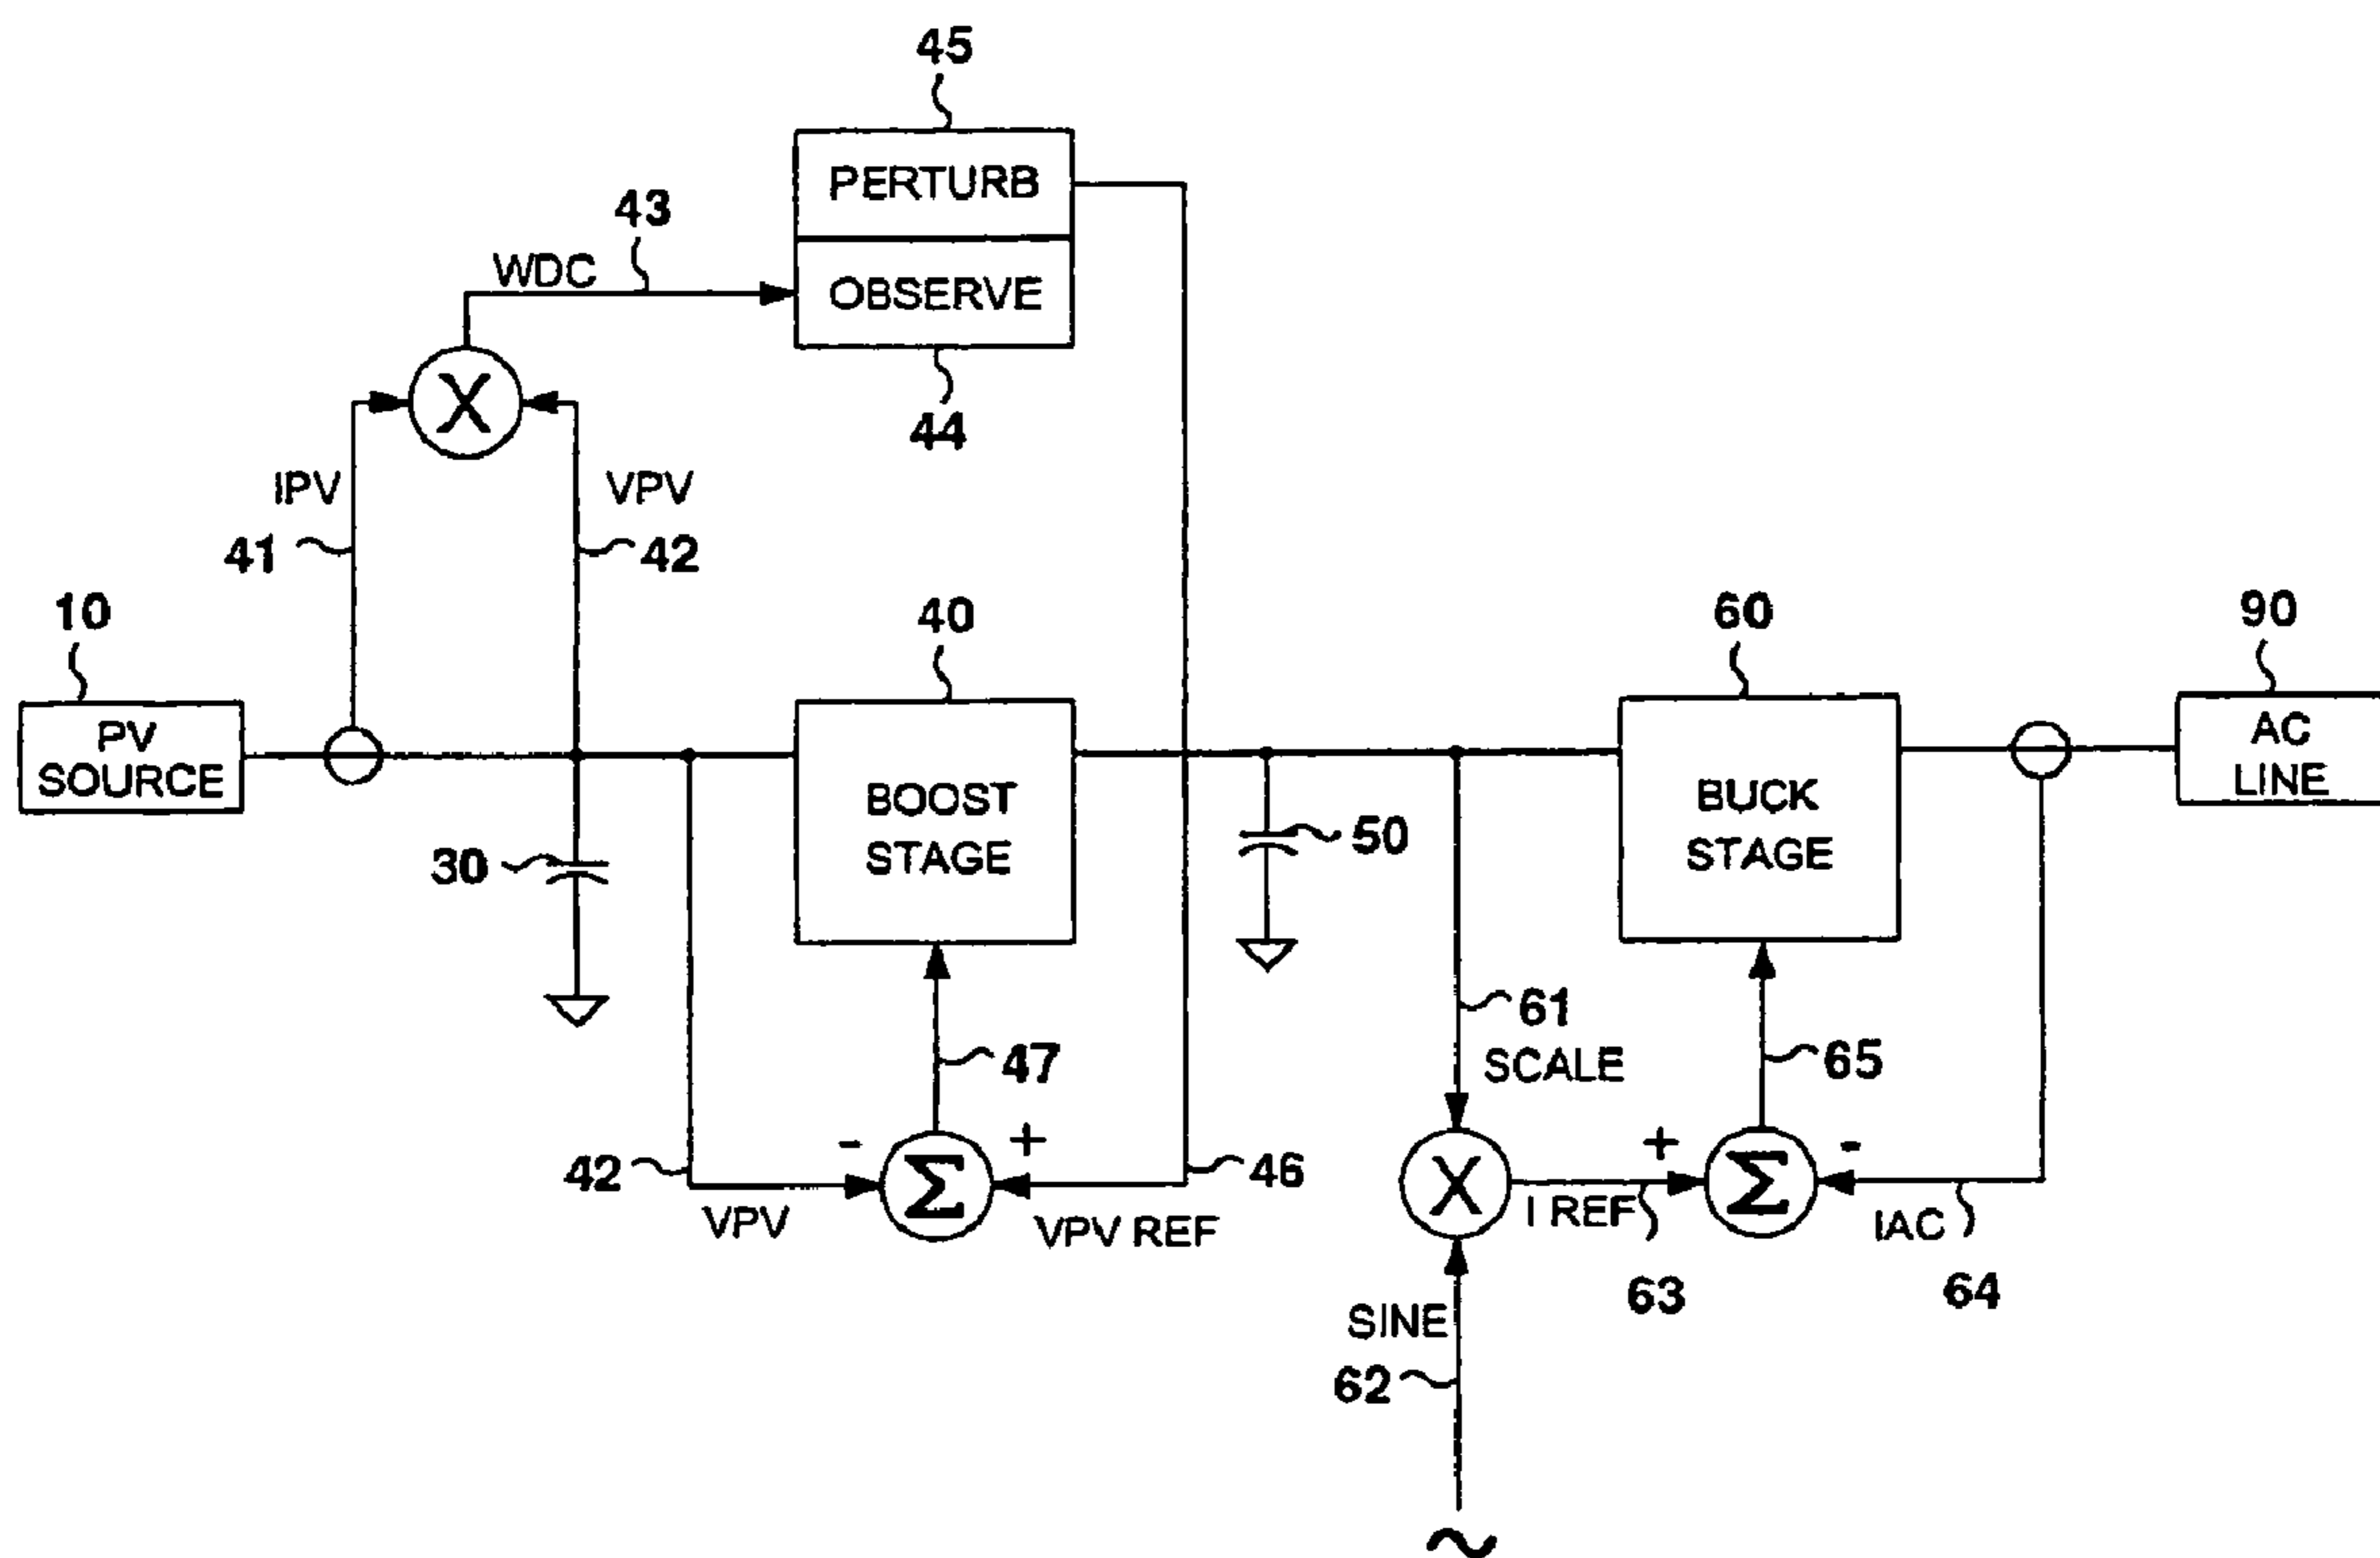 45
PERTURB
43
WDC
OBSERVE
X
44
IPV
VPV
41
42
10
40
60
90
PV
SOURCE
BOOST
STAGE
BUCK
STAGE
AC
LINE
30
50
61
SCALE
47
65
42
-
+
Σ
46
VPV
VPV REF
X
+
-
Σ
I REF
IAC
63
64
SINE
62
~